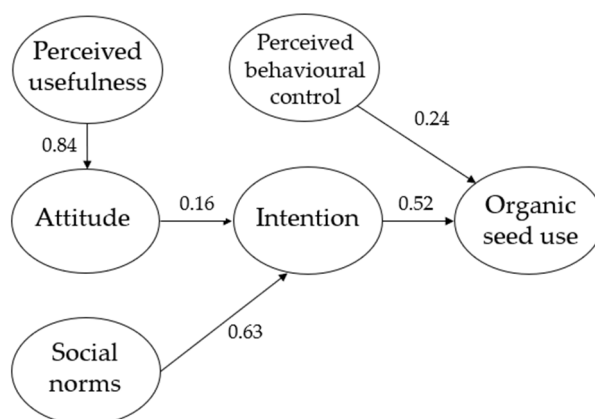 Perceived
usefulness
Perceived
behavioural
control
0.84
0.24
Attitude
0.16
Intention
0.52
Organic
seed use
0.63
Social
norms